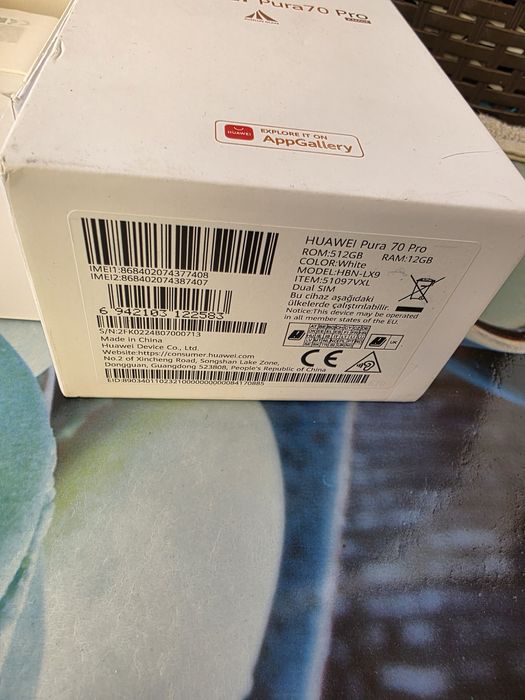 Pura70 Pro
HUAWEI
EXPLORE IT ON
AppGallery
IMEI1:868402074377408
IMEI2:868402074387407
6 942103 122583
S/N:2FK0224B07000713
Made in China
Huawei Device Co., Ltd.
Website:https://consumer.huawei.com
No.2 of Xincheng Road, Songshan Lake Zone,
Dongguan, Guangdong 523808, People's Republic of China
EID:89034011023210000000000084170885
HUAWEI Pura 70 Pro
ROM:512GB RAM:12GB
COLOR:White
MODEL:HBN-LX9
ITEM:51097VXL
Dual SIM
Bu cihaz aşağıdaki
ülkelerde çalıştırılabilir.
Notice:This device may be operated
in all member states of the EU.
UK
CE